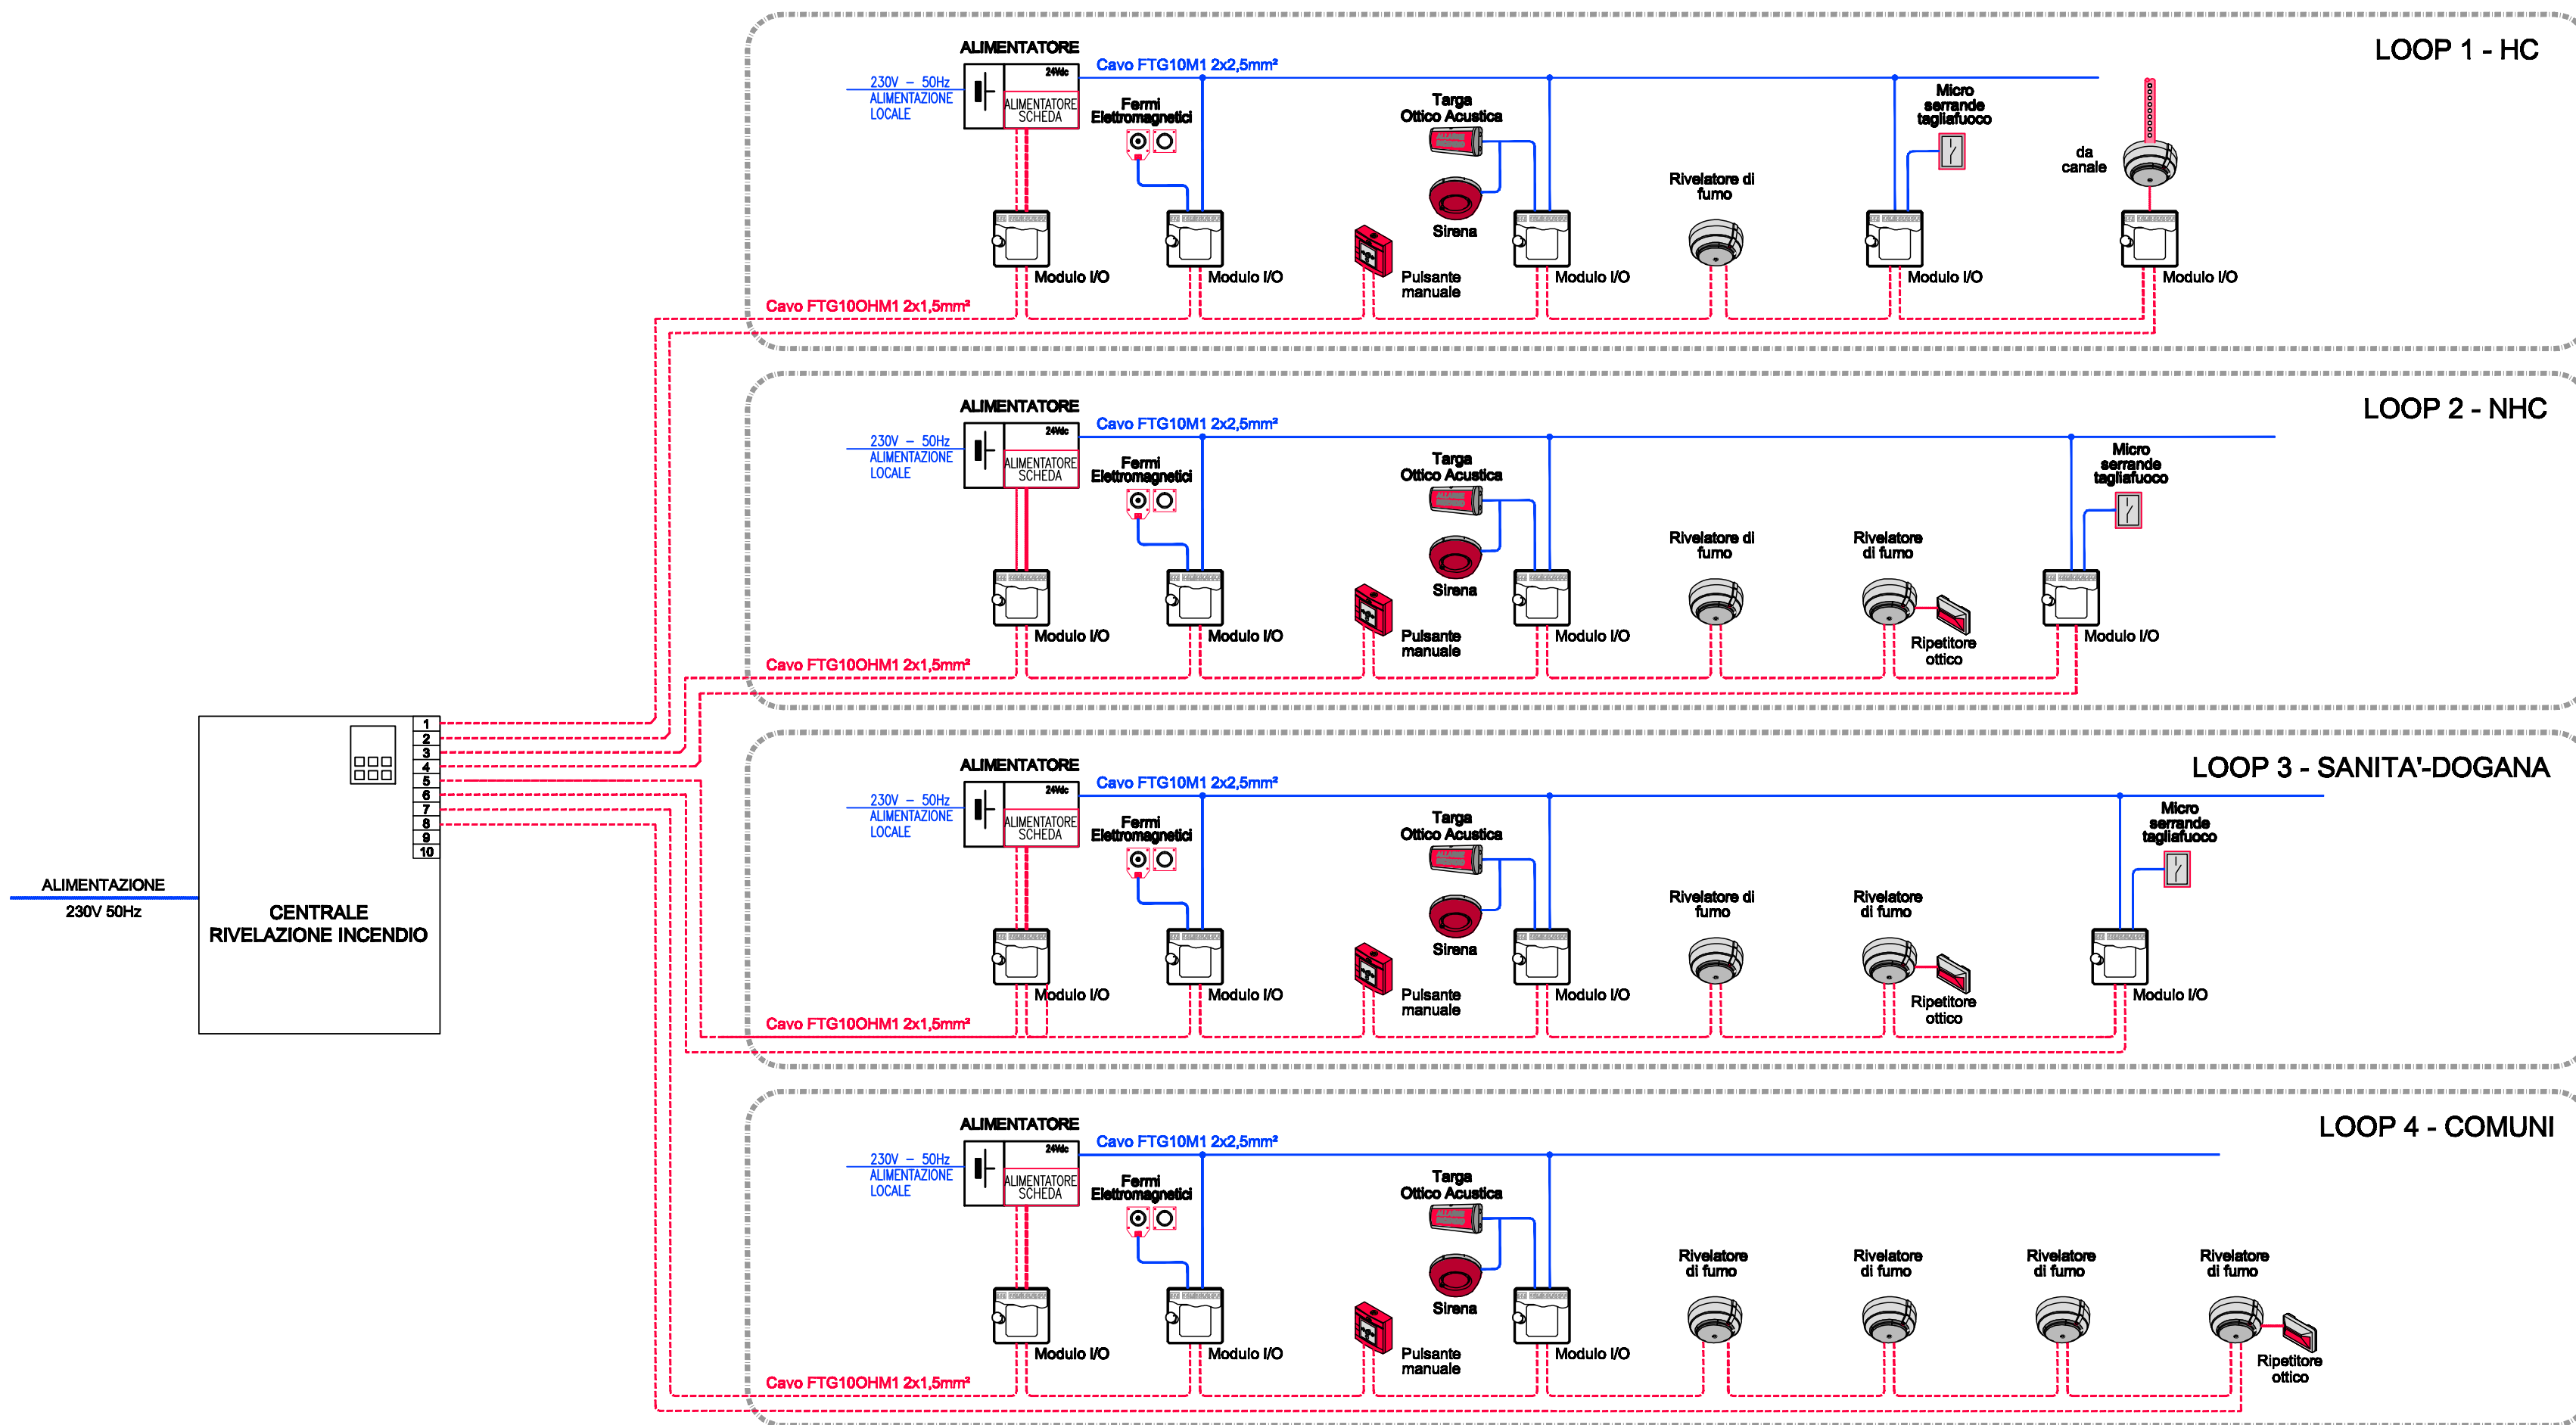 LOOP 1 - HC
ALIMENTATORE
24Vdc
Cavo FTG10M1 2x2,5mm²
230V - 50Hz
ALIMENTAZIONE
LOCALE
ALIMENTATORE
SCHEDA
Fermi
Elettromagnetici
Targa
Ottico Acustica
Sirena
Rivelatore di
fumo
Micro
serrande
tagliafuoco
da
canale
Modulo I/O
Modulo I/O
Pulsante
manuale
Modulo I/O
Modulo I/O
Modulo I/O
Cavo FTG10OHM1 2x1,5mm²
LOOP 2 - NHC
ALIMENTATORE
24Vdc
Cavo FTG10M1 2x2,5mm²
230V - 50Hz
ALIMENTAZIONE
LOCALE
ALIMENTATORE
SCHEDA
Fermi
Elettromagnetici
Targa
Ottico Acustica
Sirena
Rivelatore di
fumo
Rivelatore
di fumo
Micro
serrande
tagliafuoco
Modulo I/O
Modulo I/O
Pulsante
manuale
Modulo I/O
Ripetitore
ottico
Modulo I/O
Cavo FTG10OHM1 2x1,5mm²
1
2
3
4
5
6
7
8
9
10
ALIMENTAZIONE
230V 50Hz
CENTRALE
RIVELAZIONE INCENDIO
LOOP 3 - SANITA'-DOGANA
ALIMENTATORE
24Vdc
Cavo FTG10M1 2x2,5mm²
230V - 50Hz
ALIMENTAZIONE
LOCALE
ALIMENTATORE
SCHEDA
Fermi
Elettromagnetici
Targa
Ottico Acustica
Sirena
Rivelatore di
fumo
Rivelatore
di fumo
Micro
serrande
tagliafuoco
Modulo I/O
Modulo I/O
Pulsante
manuale
Modulo I/O
Ripetitore
ottico
Modulo I/O
Cavo FTG10OHM1 2x1,5mm²
LOOP 4 - COMUNI
ALIMENTATORE
24Vdc
Cavo FTG10M1 2x2,5mm²
230V - 50Hz
ALIMENTAZIONE
LOCALE
ALIMENTATORE
SCHEDA
Fermi
Elettromagnetici
Targa
Ottico Acustica
Sirena
Rivelatore
di fumo
Rivelatore
di fumo
Rivelatore
di fumo
Rivelatore
di fumo
Modulo I/O
Modulo I/O
Pulsante
manuale
Modulo I/O
Ripetitore
ottico
Cavo FTG10OHM1 2x1,5mm²